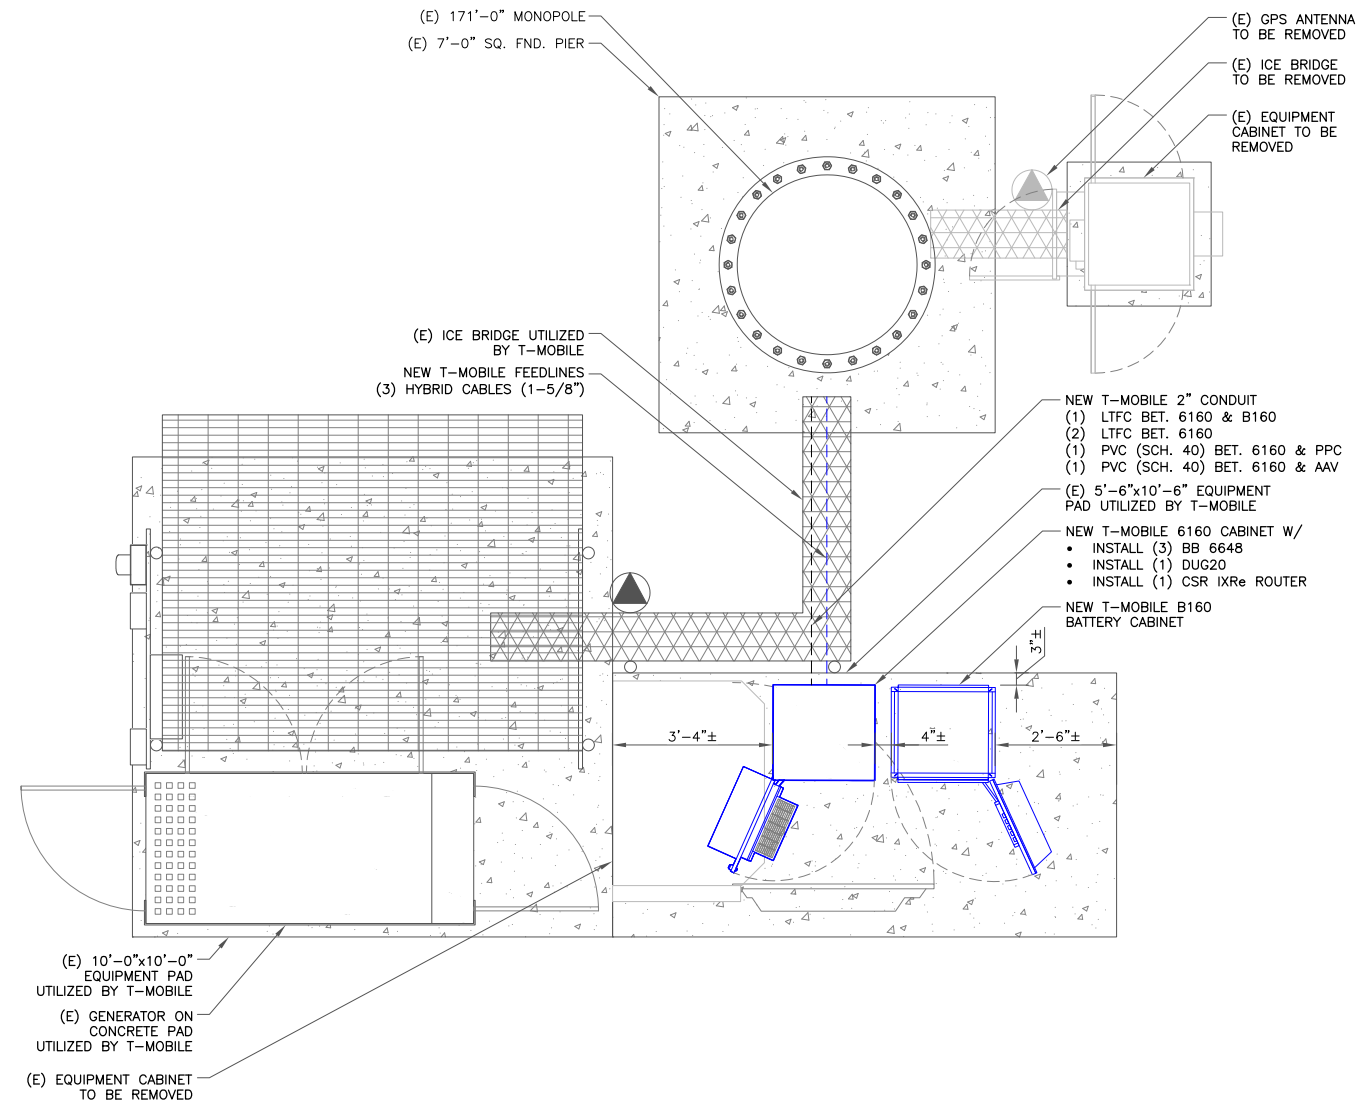 (E) 171'-0" MONOPOLE
(E) 7'-0" SQ. FND. PIER
(E) GPS ANTENNA
TO BE REMOVED
(E) ICE BRIDGE
TO BE REMOVED
(E) EQUIPMENT
CABINET TO BE
REMOVED
(E) ICE BRIDGE UTILIZED
BY T-MOBILE
NEW T-MOBILE FEEDLINES
(3) HYBRID CABLES (1-5/8")
NEW T-MOBILE 2" CONDUIT
(1) LTFC BET. 6160 & B160
(2) LTFC BET. 6160
(1) PVC (SCH. 40) BET. 6160 & PPC
(1) PVC (SCH. 40) BET. 6160 & AAV
(E) 5'-6"x10'-6" EQUIPMENT
PAD UTILIZED BY T-MOBILE
NEW T-MOBILE 6160 CABINET W/
• INSTALL (3) BB 6648
• INSTALL (1) DUG20
• INSTALL (1) CSR IXRe ROUTER
NEW T-MOBILE B160
BATTERY CABINET
3"±
3'-4"±
4"±
2'-6"±
(E) 10'-0"x10'-0"
EQUIPMENT PAD
UTILIZED BY T-MOBILE
(E) GENERATOR ON
CONCRETE PAD
UTILIZED BY T-MOBILE
(E) EQUIPMENT CABINET
TO BE REMOVED